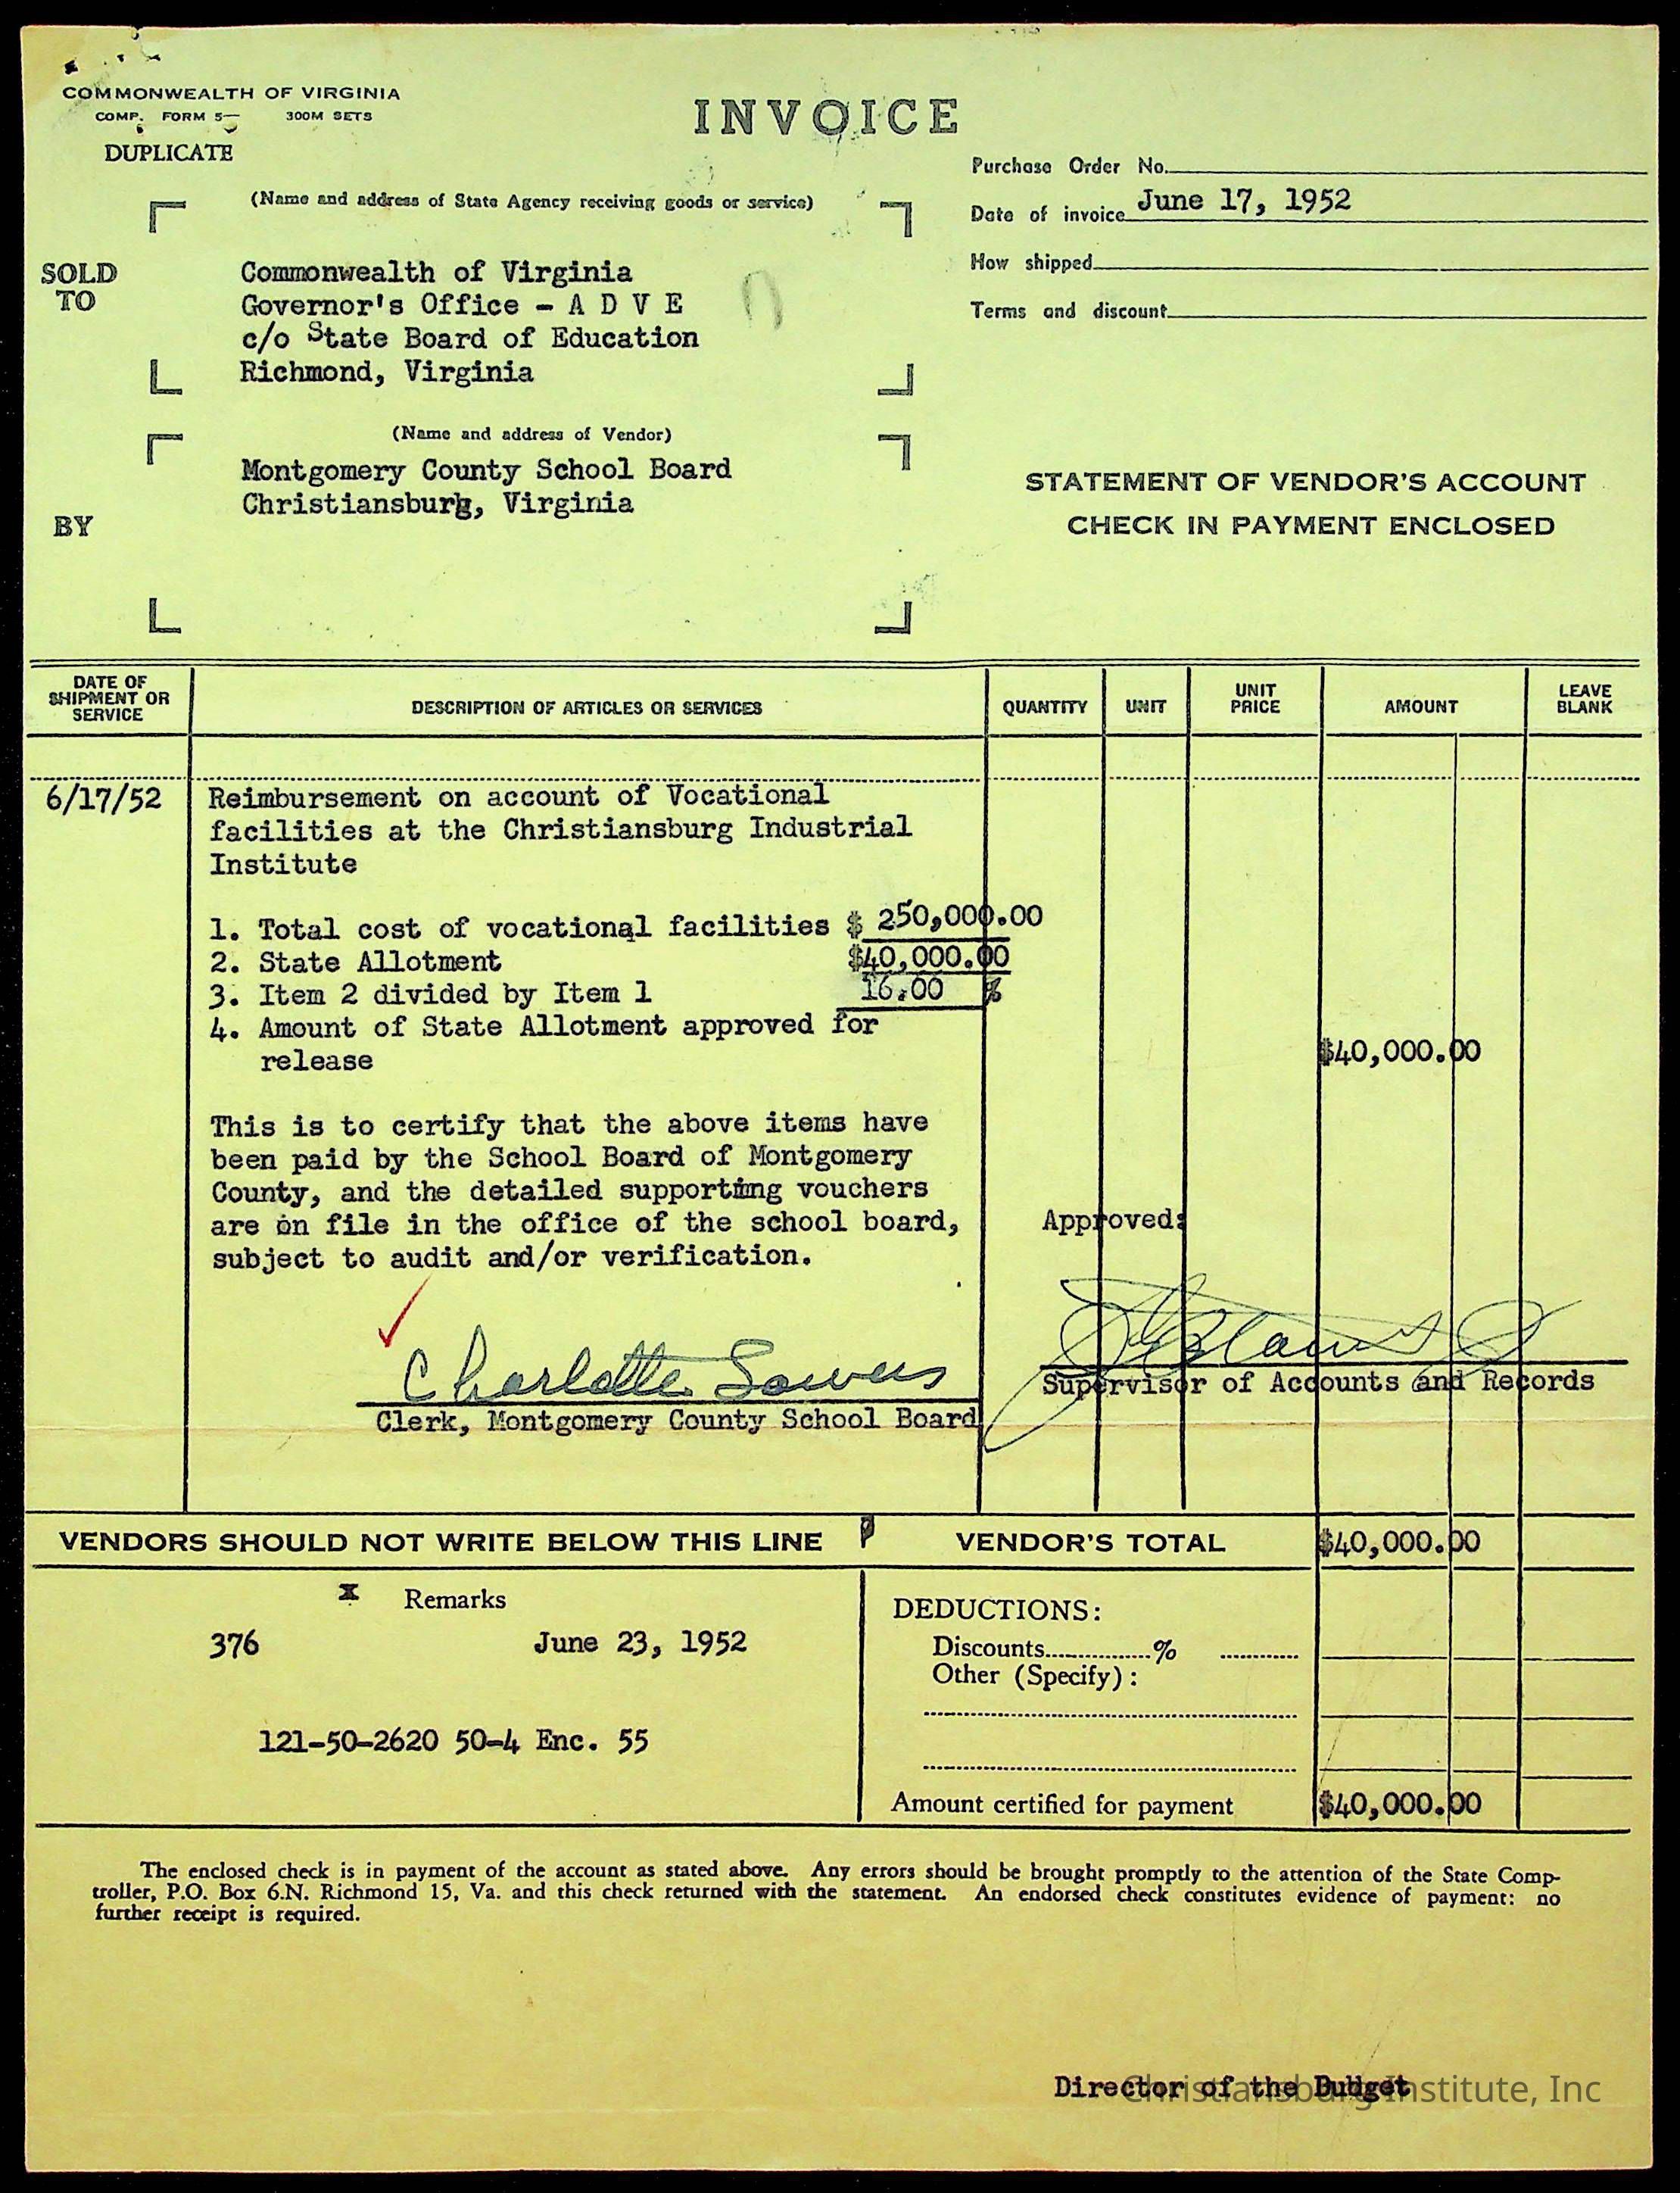 COMMONWEALTH OF VIRGINIA
COMP. FORM 5— 300M SETS
DUPLICATE
INVOICE
Purchase Order No.
Date of invoice June 17, 1952
How shipped
Terms and discount
(Name and address of State Agency receiving goods or service)
SOLD
TO
Commonwealth of Virginia
Governor's Office - A D V E
c/o State Board of Education
Richmond, Virginia
(Name and address of Vendor)
BY
Montgomery County School Board
Christiansburg, Virginia
STATEMENT OF VENDOR'S ACCOUNT
CHECK IN PAYMENT ENCLOSED
DATE OF SHIPMENT OR SERVICE DESCRIPTION OF ARTICLES OR SERVICES QUANTITY UNIT UNIT PRICE AMOUNT LEAVE BLANK
6/17/52 Reimbursement on account of Vocational
facilities at the Christiansburg Industrial
Institute
1. Total cost of vocational facilities $ 250,000.00
2. State Allotment $40,000.00
3. Item 2 divided by Item 1 16.00 %
4. Amount of State Allotment approved for
release $40,000.00
This is to certify that the above items have
been paid by the School Board of Montgomery
County, and the detailed supporting vouchers
are on file in the office of the school board,
subject to audit and/or verification.
Approved:
Charlotte Sowers
Clerk, Montgomery County School Board
Supervisor of Accounts and Records
VENDORS SHOULD NOT WRITE BELOW THIS LINE VENDOR'S TOTAL $40,000.00
x Remarks
376 June 23, 1952
121-50-2620 50-4 Enc. 55
DEDUCTIONS:
Discounts %
Other (Specify):
Amount certified for payment $40,000.00
The enclosed check is in payment of the account as stated above. Any errors should be brought promptly to the attention of the State Comp-
troller, P.O. Box 6.N. Richmond 15, Va. and this check returned with the statement. An endorsed check constitutes evidence of payment: no
further receipt is required.
Director of the Budget
Christiansburg Institute, Inc